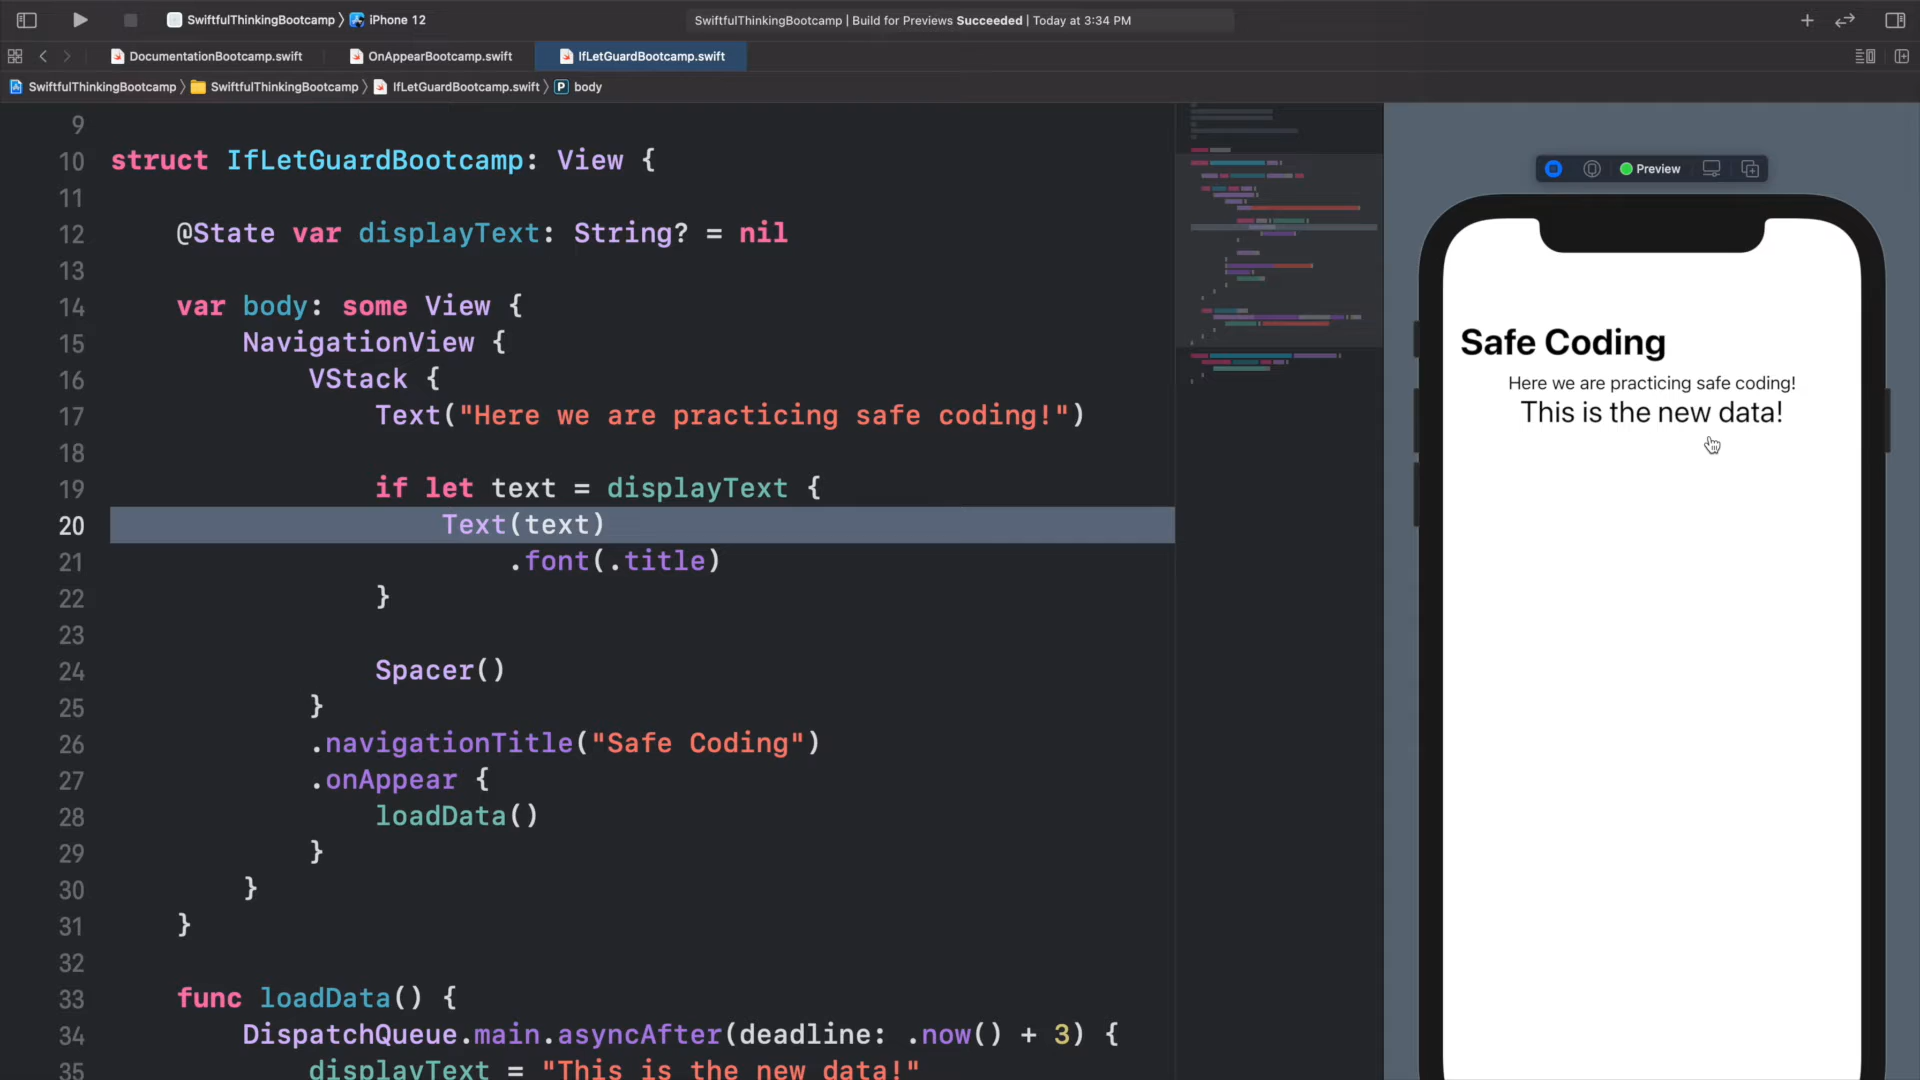 SwiftfulThinkingBootcamp 〉 iPhone 12
SwiftfulThinkingBootcamp | Build for Previews Succeeded | Today at 3:34 PM
DocumentationBootcamp.swift
OnAppearBootcamp.swift
IfLetGuardBootcamp.swift
SwiftfulThinkingBootcamp 〉 SwiftfulThinkingBootcamp 〉 IfLetGuardBootcamp.swift 〉 P body
9
10 struct IfLetGuardBootcamp: View {
11
12 @State var displayText: String? = nil
13
14 var body: some View {
15 NavigationView {
16 VStack {
17 Text("Here we are practicing safe coding!")
18
19 if let text = displayText {
20 Text(text)
21 .font(.title)
22 }
23
24 Spacer()
25 }
26 .navigationTitle("Safe Coding")
27 .onAppear {
28 loadData()
29 }
30 }
31 }
32
33 func loadData() {
34 DispatchQueue.main.asyncAfter(deadline: .now() + 3) {
35 displayText = "This is the new data!"
Preview
Safe Coding
Here we are practicing safe coding!
This is the new data!